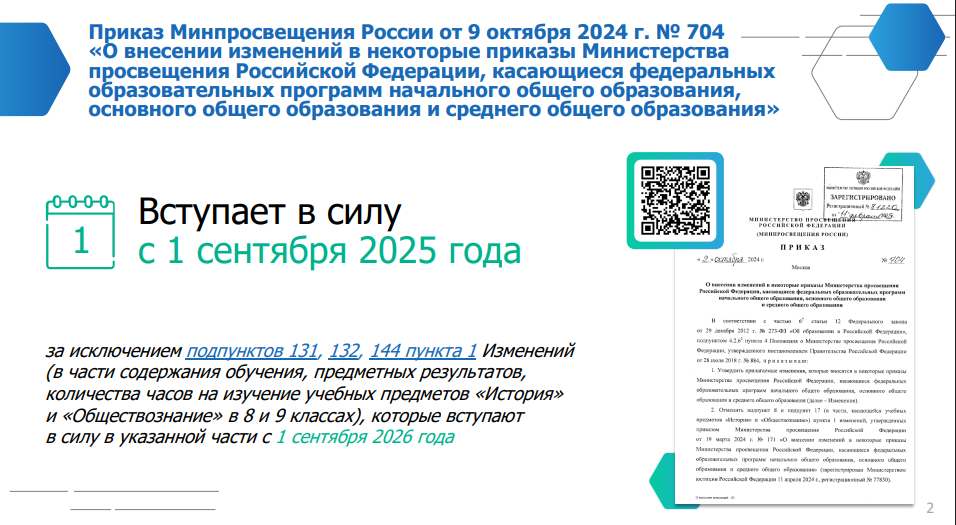 Приказ Минпросвещения России от 9 октября 2024 г. № 704
«О внесении изменений в некоторые приказы Министерства
просвещения Российской Федерации, касающиеся федеральных
образовательных программ начального общего образования,
основного общего образования и среднего общего образования»
1
Вступает в силу
с 1 сентября 2025 года
за исключением подпунктов 131, 132, 144 пункта 1 Изменений
(в части содержания обучения, предметных результатов,
количества часов на изучение учебных предметов «История»
и «Обществознание» в 8 и 9 классах), которые вступают
в силу в указанной части с 1 сентября 2026 года
ЗАРЕГИСТРИРОВАНО
МИНИСТЕРСТВО ПРОСВЕЩЕНИЯ
РОССИЙСКОЙ ФЕДЕРАЦИИ
(МИНПРОСВЕЩЕНИЯ РОССИИ)
ПРИКАЗ
« 9 » октября 2024 г.
№ 704
Москва
О внесении изменений в некоторые приказы Министерства просвещения
Российской Федерации, касающиеся федеральных образовательных программ
начального общего образования, основного общего образования
и среднего общего образования
В соответствии с частью 6⁵ статьи 12 Федерального закона
от 29 декабря 2012 г. № 273-ФЗ «Об образовании в Российской Федерации»,
подпунктом 4.2.6² пункта 4 Положения о Министерстве просвещения Российской
Федерации, утвержденного постановлением Правительства Российской Федерации
от 28 июля 2018 г. № 884, приказываю:
1. Утвердить прилагаемые изменения, которые вносятся в некоторые приказы
Министерства просвещения Российской Федерации, касающиеся федеральных
образовательных программ начального общего образования, основного общего
образования и среднего общего образования (далее – Изменения).
2. Отменить подпункт 8 и подпункт 17 (в части, касающейся учебных
предметов «История» и «Обществознание») пункта 1 изменений, утвержденных
приказом Министерства просвещения Российской Федерации
от 19 марта 2024 г. № 171 «О внесении изменений в некоторые приказы
Министерства просвещения Российской Федерации, касающиеся федеральных
образовательных программ начального общего образования, основного общего
образования и среднего общего образования» (зарегистрирован Министерством
юстиции Российской Федерации 11 апреля 2024 г., регистрационный № 77830).
2